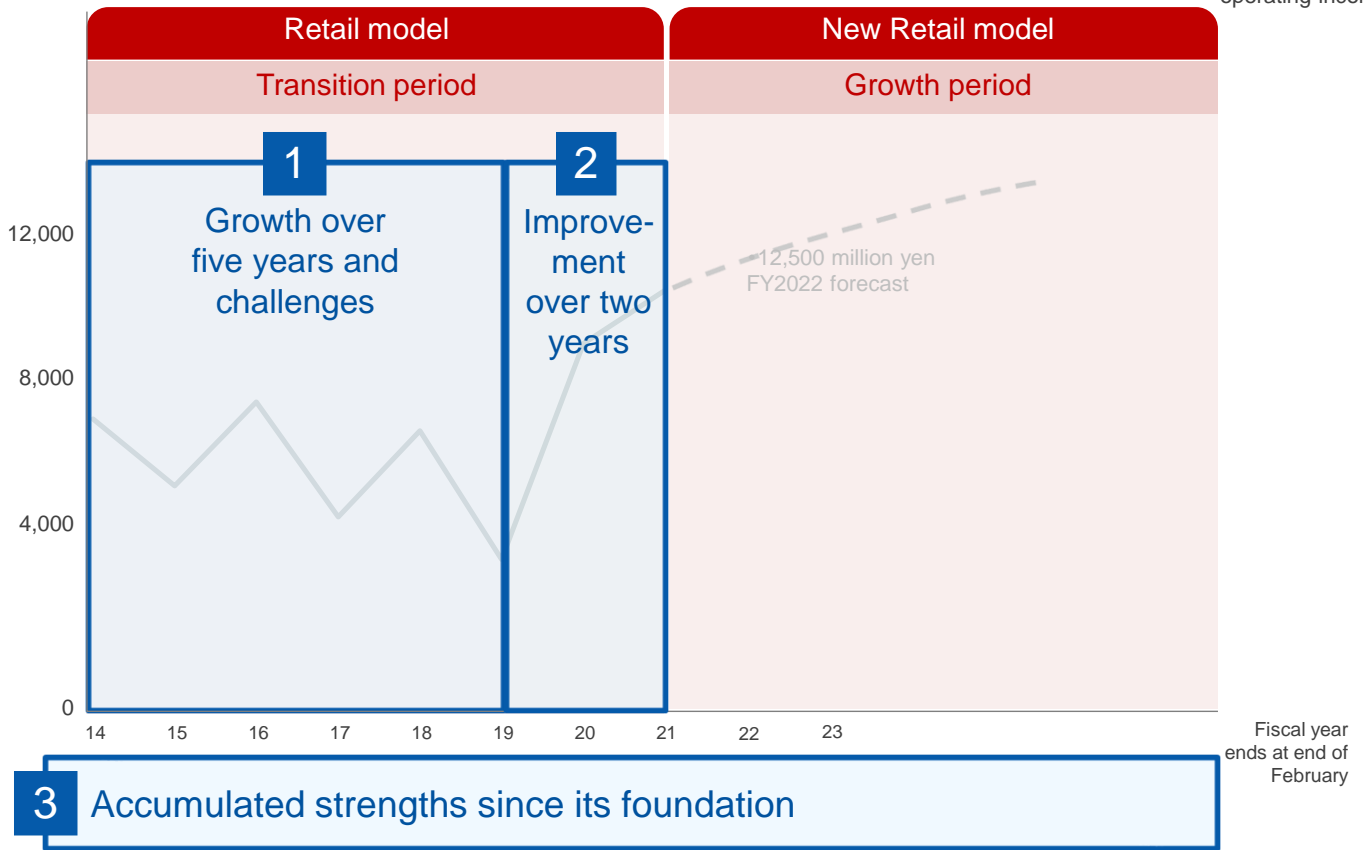 Retail model
New Retail model
Transition period
Growth period
1
Growth over
five years and
challenges
2
Improve-
ment
over two
years
12,500 million yen
FY2022 forecast
12,000
8,000
4,000
0
14 15 16 17 18 19 20 21 22 23
Fiscal year
ends at end of
February
3 Accumulated strengths since its foundation